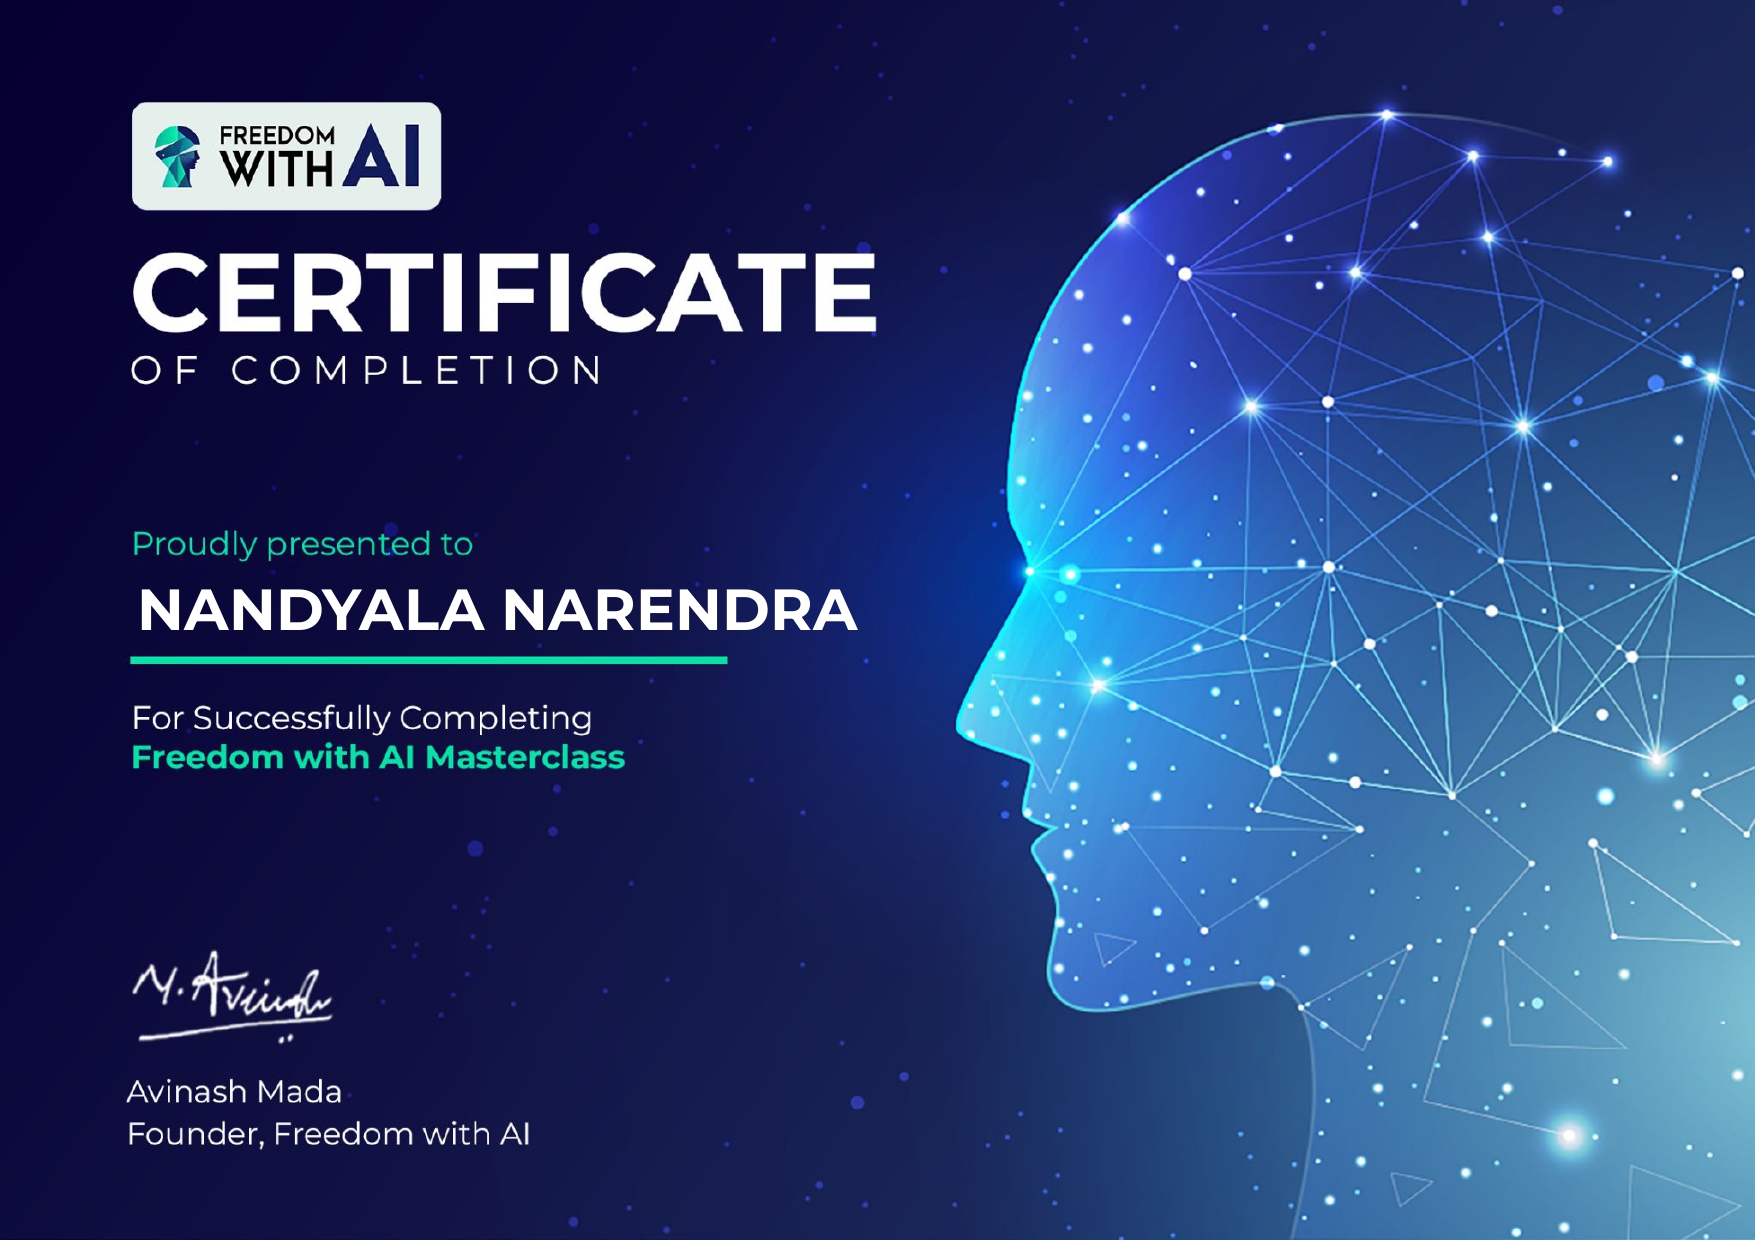 FREEDOM
WITH AI
CERTIFICATE
OF COMPLETION
Proudly presented to
NANDYALA NARENDRA
For Successfully Completing
Freedom with AI Masterclass
M. Avinash
Avinash Mada
Founder, Freedom with AI